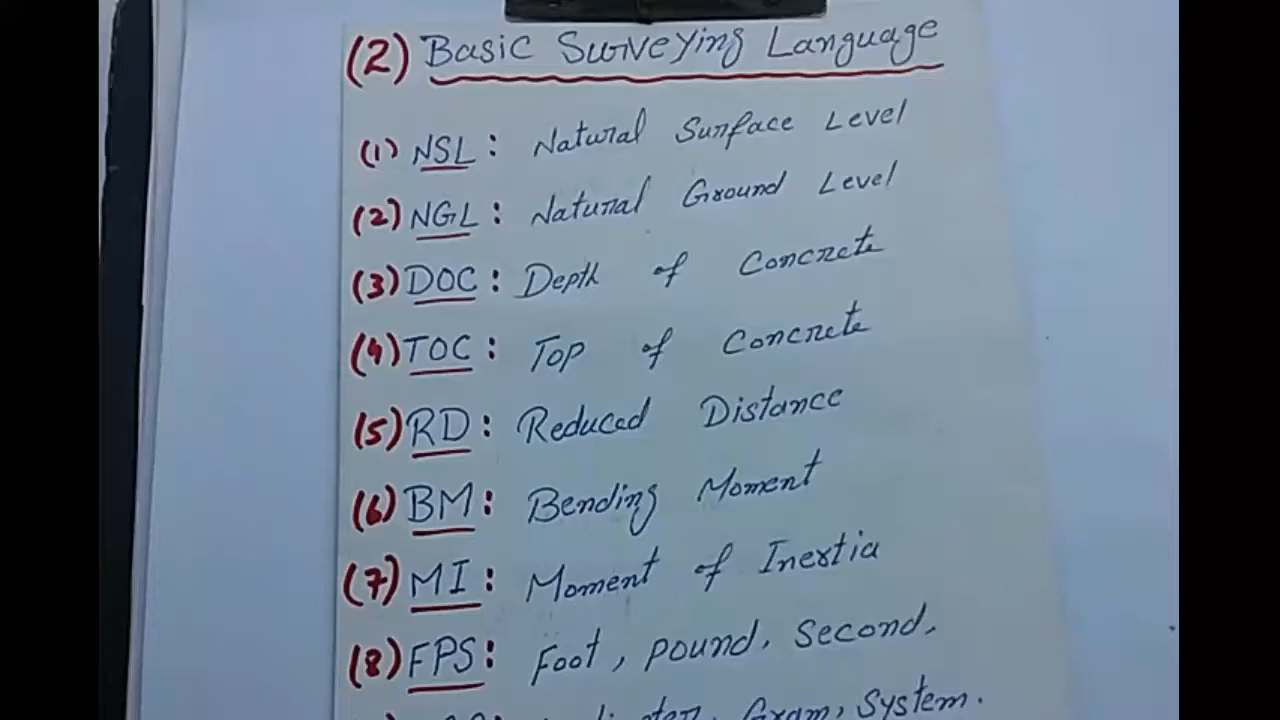 (2) Basic Surveying Language
(1) NSL: Natural Surface Level
(2) NGL: Natural Ground Level
(3) DOC: Depth of Concrete
(4) TOC: Top of Concrete
(5) RD: Reduced Distance
(6) BM: Bending Moment
(7) MI: Moment of Inertia
(8) FPS: Foot, pound, second,
Gram, System.